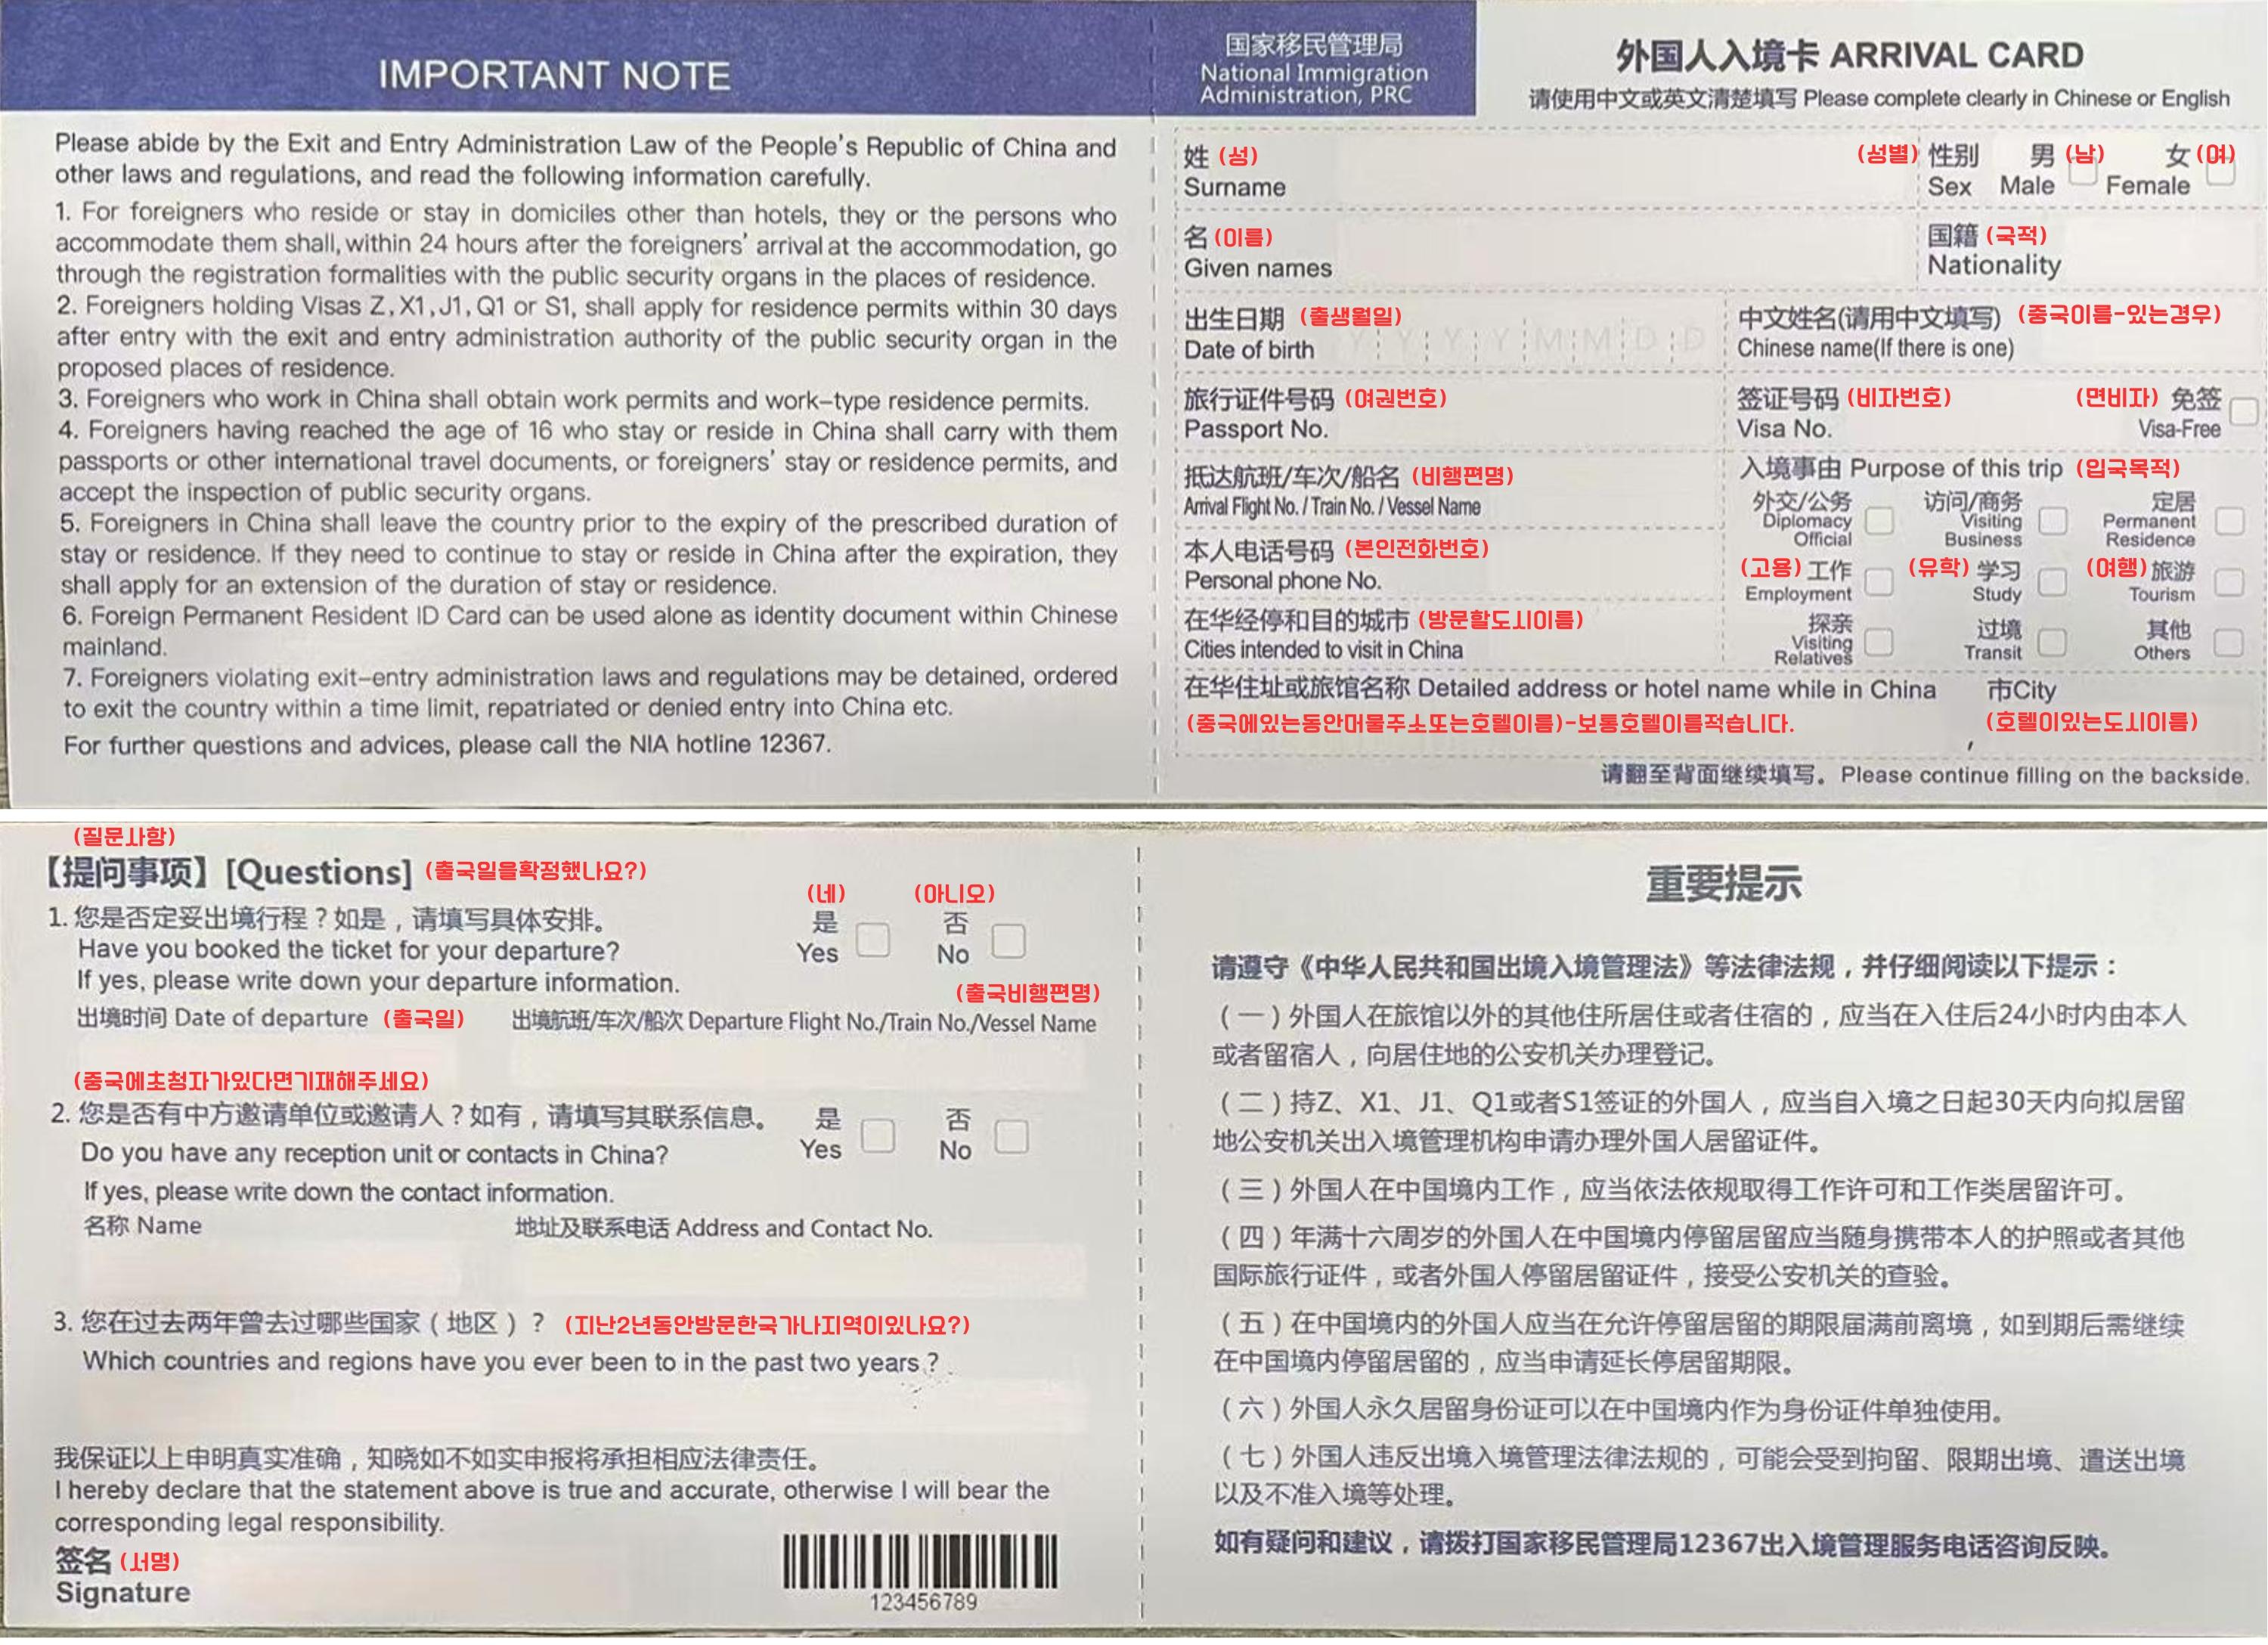 IMPORTANT NOTE
Please abide by the Exit and Entry Administration Law of the People's Republic of China and
other laws and regulations, and read the following information carefully.
1. For foreigners who reside or stay in domiciles other than hotels, they or the persons who
accommodate them shall, within 24 hours after the foreigners' arrival at the accommodation, go
through the registration formalities with the public security organs in the places of residence.
2. Foreigners holding Visas Z, X1, J1, Q1 or S1, shall apply for residence permits within 30 days
after entry with the exit and entry administration authority of the public security organ in the
proposed places of residence.
3. Foreigners who work in China shall obtain work permits and work-type residence permits.
4. Foreigners having reached the age of 16 who stay or reside in China shall carry with them
passports or other international travel documents, or foreigners' stay or residence permits, and
accept the inspection of public security organs.
5. Foreigners in China shall leave the country prior to the expiry of the prescribed duration of
stay or residence. If they need to continue to stay or reside in China after the expiration, they
shall apply for an extension of the duration of stay or residence.
6. Foreign Permanent Resident ID Card can be used alone as identity document within Chinese
mainland.
7. Foreigners violating exit-entry administration laws and regulations may be detained, ordered
to exit the country within a time limit, repatriated or denied entry into China etc.
For further questions and advices, please call the NIA hotline 12367.
国家移民管理局
National Immigration
Administration, PRC
外国人入境卡 ARRIVAL CARD
请使用中文或英文清楚填写 Please complete clearly in Chinese or English
姓 (성)
Surname
(성별) 性别 男 (남) 女 (여)
Sex Male Female
名 (이름)
Given names
国籍 (국적)
Nationality
出生日期 (출생월일)
Date of birth Y Y Y Y M M D D
中文姓名(请用中文填写) (중국이름-있는경우)
Chinese name(If there is one)
旅行证件号码 (여권번호)
Passport No.
签证号码 (비자번호) (면비자) 免签
Visa No. Visa-Free
抵达航班/车次/船名 (비행편명)
Arrival Flight No. / Train No. / Vessel Name
本人电话号码 (본인전화번호)
Personal phone No.
在华经停和目的城市 (방문할도시이름)
Cities intended to visit in China
入境事由 Purpose of this trip (입국목적)
外交/公务 访问/商务 定居
Diplomacy Visiting Permanent
Official Business Residence
(고용) 工作 (유학) 学习 (여행) 旅游
Employment Study Tourism
探亲 过境 其他
Visiting Transit Others
Relatives
在华住址或旅馆名称 Detailed address or hotel name while in China 市City
(중국에있는동안머물주소또는호텔이름)-보통호텔이름적습니다. (호텔이있는도시이름)
请翻至背面继续填写。Please continue filling on the backside.
(질문사항)
【提问事项】[Questions] (출국일을확정했나요?)
(네) (아니오)
1. 您是否定妥出境行程？如是，请填写具体安排。 是 否
Have you booked the ticket for your departure? Yes No
If yes, please write down your departure information.
(출국비행편명)
出境时间 Date of departure (출국일) 出境航班/车次/船次 Departure Flight No./Train No./Vessel Name
(중국에초청자가있다면기재해주세요)
2. 您是否有中方邀请单位或邀请人？如有，请填写其联系信息。 是 否
Do you have any reception unit or contacts in China? Yes No
If yes, please write down the contact information.
名称 Name 地址及联系电话 Address and Contact No.
3. 您在过去两年曾去过哪些国家（地区）？ (지난2년동안방문한국가나지역이있나요?)
Which countries and regions have you ever been to in the past two years ?
我保证以上申明真实准确，知晓如不如实申报将承担相应法律责任。
I hereby declare that the statement above is true and accurate, otherwise I will bear the
corresponding legal responsibility.
签名 (서명)
Signature
123456789
重要提示
请遵守《中华人民共和国出境入境管理法》等法律法规，并仔细阅读以下提示：
（一）外国人在旅馆以外的其他住所居住或者住宿的，应当在入住后24小时内由本人
或者留宿人，向居住地的公安机关办理登记。
（二）持Z、X1、J1、Q1或者S1签证的外国人，应当自入境之日起30天内向拟居留
地公安机关出入境管理机构申请办理外国人居留证件。
（三）外国人在中国境内工作，应当依法依规取得工作许可和工作类居留许可。
（四）年满十六周岁的外国人在中国境内停留居留应当随身携带本人的护照或者其他
国际旅行证件，或者外国人停留居留证件，接受公安机关的查验。
（五）在中国境内的外国人应当在允许停留居留的期限届满前离境，如到期后需继续
在中国境内停留居留的，应当申请延长停居留期限。
（六）外国人永久居留身份证可以在中国境内作为身份证件单独使用。
（七）外国人违反出境入境管理法律法规的，可能会受到拘留、限期出境、遣送出境
以及不准入境等处理。
如有疑问和建议，请拨打国家移民管理局12367出入境管理服务电话咨询反映。